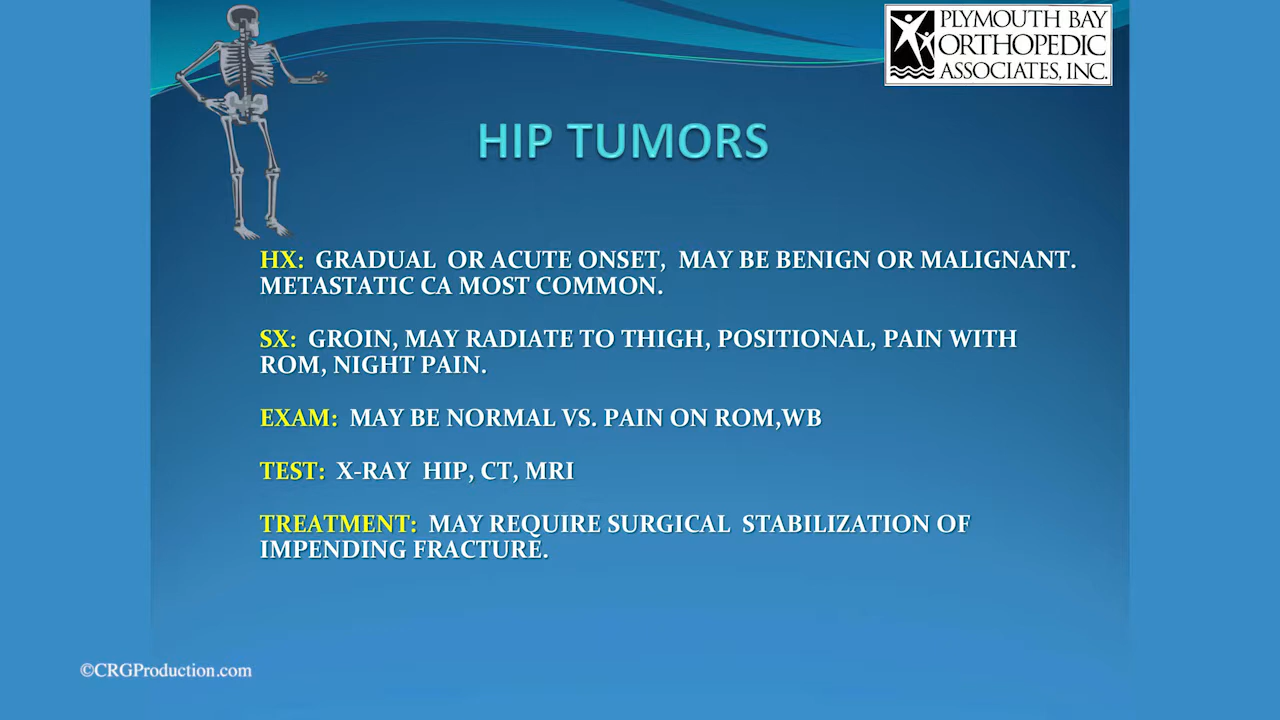 PLYMOUTH BAY
ORTHOPEDIC
ASSOCIATES, INC.
HIP TUMORS
HX: GRADUAL OR ACUTE ONSET, MAY BE BENIGN OR MALIGNANT.
METASTATIC CA MOST COMMON.
SX: GROIN, MAY RADIATE TO THIGH, POSITIONAL, PAIN WITH
ROM, NIGHT PAIN.
EXAM: MAY BE NORMAL VS. PAIN ON ROM,WB
TEST: X-RAY HIP, CT, MRI
TREATMENT: MAY REQUIRE SURGICAL STABILIZATION OF
IMPENDING FRACTURE.
©CRGProduction.com